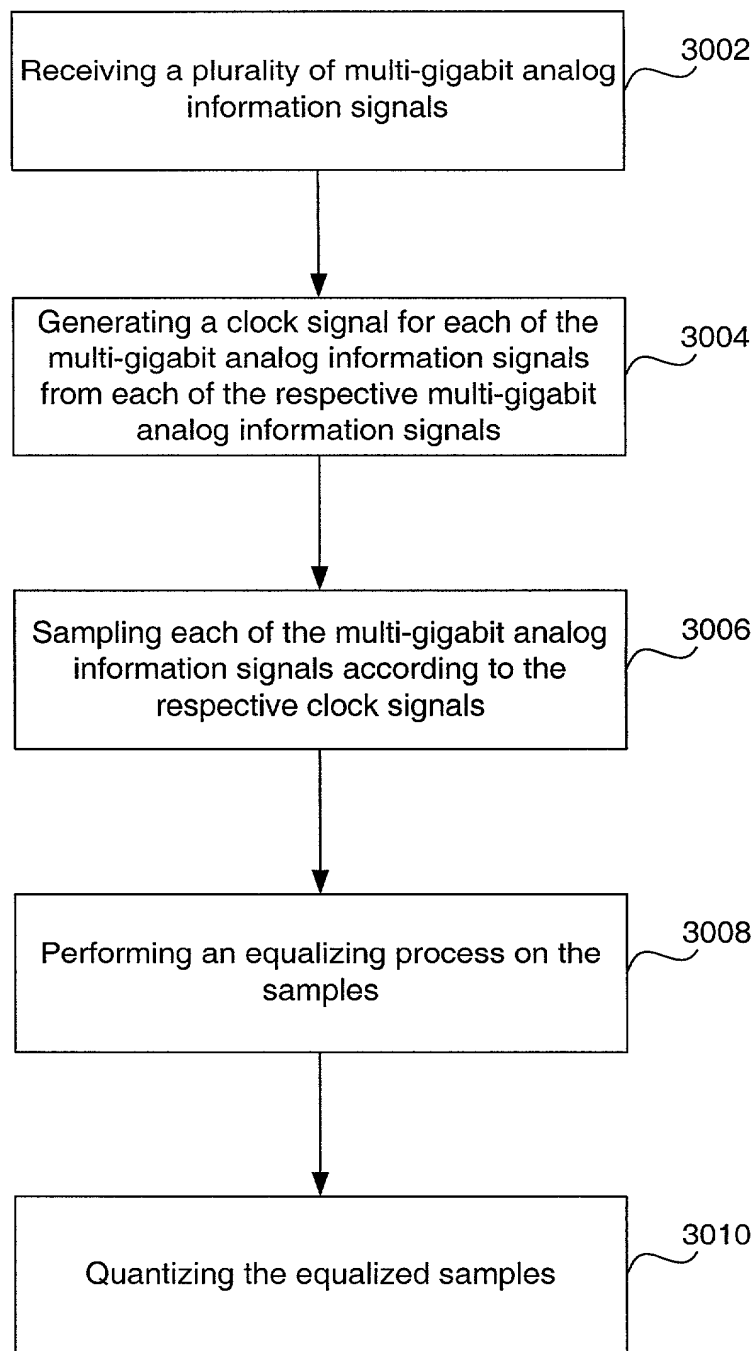 3002
Receiving a plurality of multi-gigabit analog
information signals
3004
Generating a clock signal for each of the
multi-gigabit analog information signals
from each of the respective multi-gigabit
analog information signals
3006
Sampling each of the multi-gigabit analog
information signals according to the
respective clock signals
3008
Performing an equalizing process on the
samples
3010
Quantizing the equalized samples